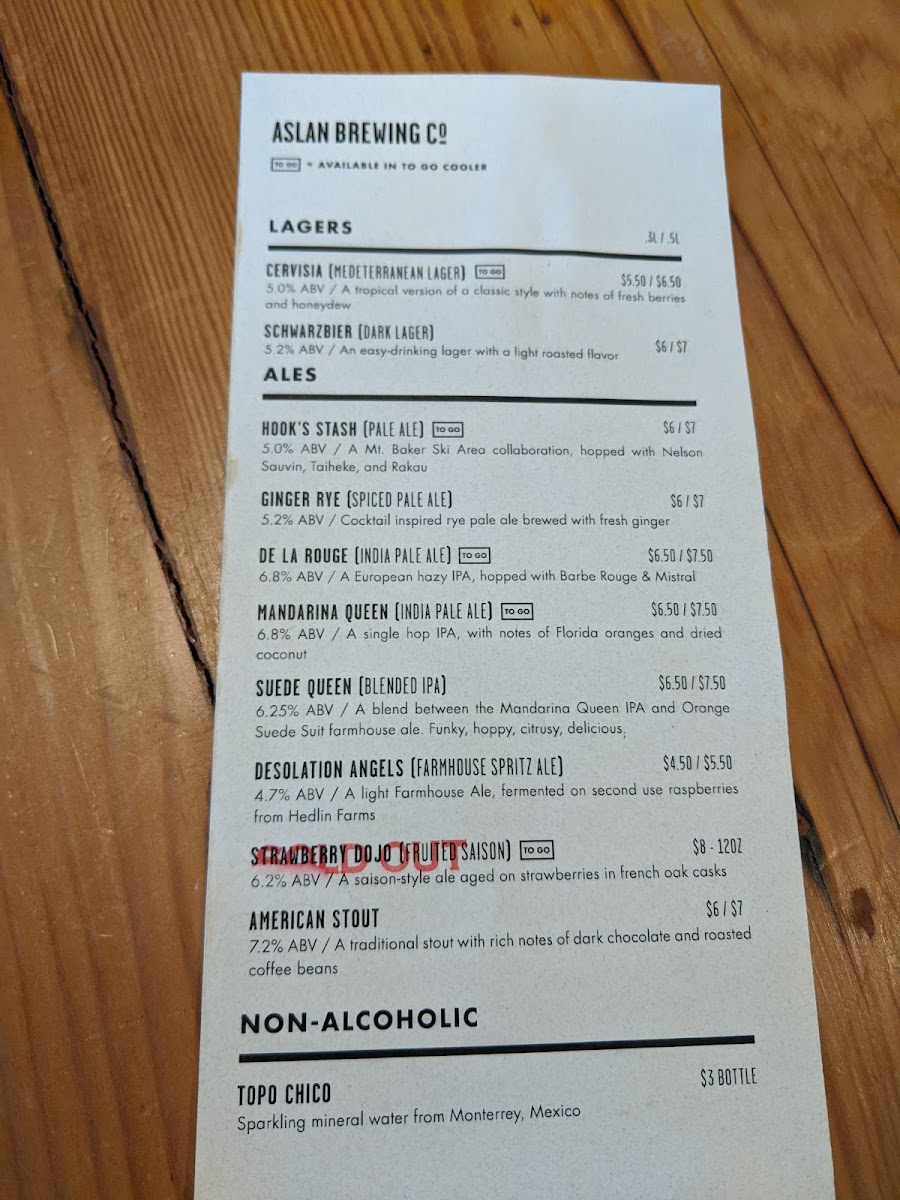 ASLAN BREWING Cº
TO GO = AVAILABLE IN TO GO COOLER
LAGERS
.3L / .5L
CERVISIA (MEDETERRANEAN LAGER) TO GO $5.50 / $6.50
5.0% ABV / A tropical version of a classic style with notes of fresh berries
and honeydew
SCHWARZBIER (DARK LAGER)
5.2% ABV / An easy-drinking lager with a light roasted flavor $6 / $7
ALES
HOOK'S STASH (PALE ALE) TO GO $6 / $7
5.0% ABV / A Mt. Baker Ski Area collaboration, hopped with Nelson
Sauvin, Taiheke, and Rakau
GINGER RYE (SPICED PALE ALE) $6 / $7
5.2% ABV / Cocktail inspired rye pale ale brewed with fresh ginger
DE LA ROUGE (INDIA PALE ALE) TO GO $6.50 / $7.50
6.8% ABV / A European hazy IPA, hopped with Barbe Rouge & Mistral
MANDARINA QUEEN (INDIA PALE ALE) TO GO $6.50 / $7.50
6.8% ABV / A single hop IPA, with notes of Florida oranges and dried
coconut
SUEDE QUEEN (BLENDED IPA) $6.50 / $7.50
6.25% ABV / A blend between the Mandarina Queen IPA and Orange
Suede Suit farmhouse ale. Funky, hoppy, citrusy, delicious.
DESOLATION ANGELS (FARMHOUSE SPRITZ ALE) $4.50 / $5.50
4.7% ABV / A light Farmhouse Ale, fermented on second use raspberries
from Hedlin Farms
STRAWBERRY DOJO (FRUITED SAISON) TO GO $8 - 12OZ
SOLD OUT
6.2% ABV / A saison-style ale aged on strawberries in french oak casks
AMERICAN STOUT $6 / $7
7.2% ABV / A traditional stout with rich notes of dark chocolate and roasted
coffee beans
NON-ALCOHOLIC
TOPO CHICO $3 BOTTLE
Sparkling mineral water from Monterrey, Mexico